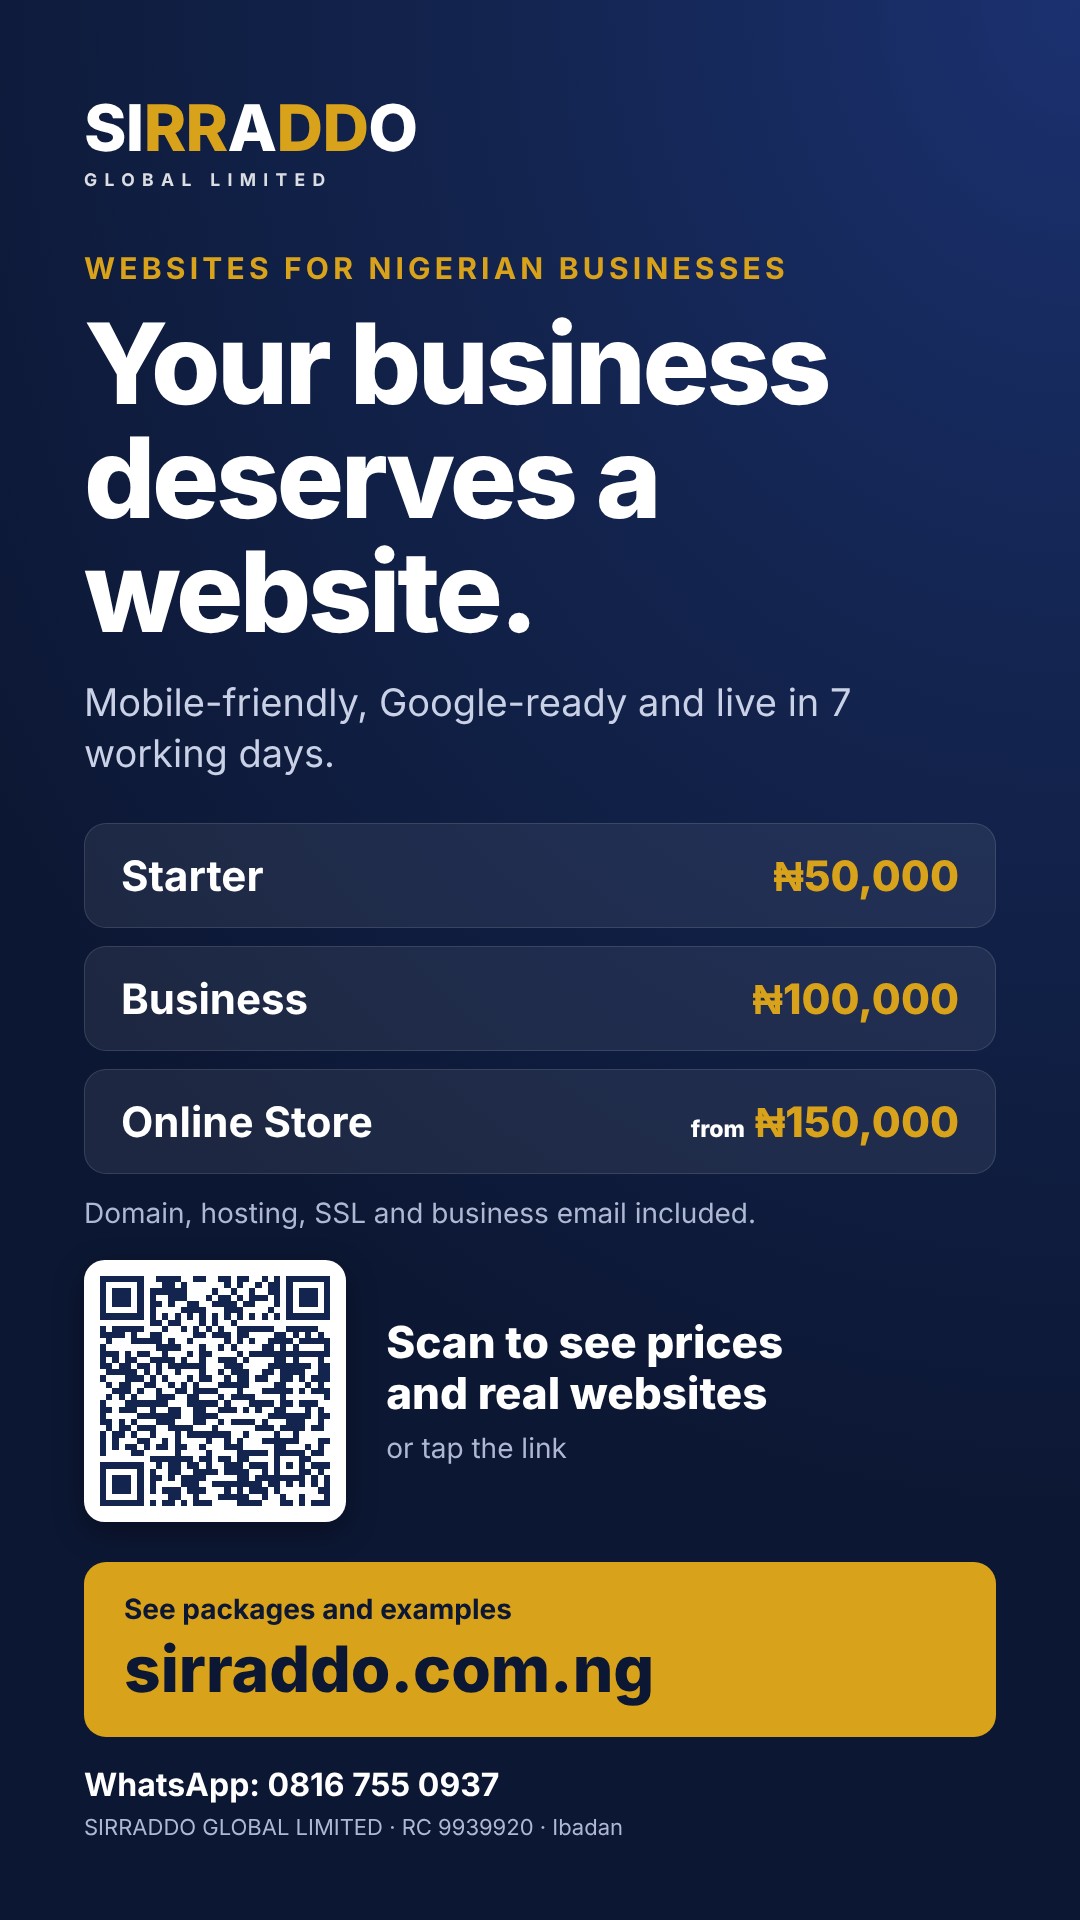 SIRRADDO
GLOBAL LIMITED
WEBSITES FOR NIGERIAN BUSINESSES
Your business
deserves a
website.
Mobile-friendly, Google-ready and live in 7
working days.
Starter ₦50,000
Business ₦100,000
Online Store from ₦150,000
Domain, hosting, SSL and business email included.
Scan to see prices
and real websites
or tap the link
See packages and examples
sirraddo.com.ng
WhatsApp: 0816 755 0937
SIRRADDO GLOBAL LIMITED · RC 9939920 · Ibadan